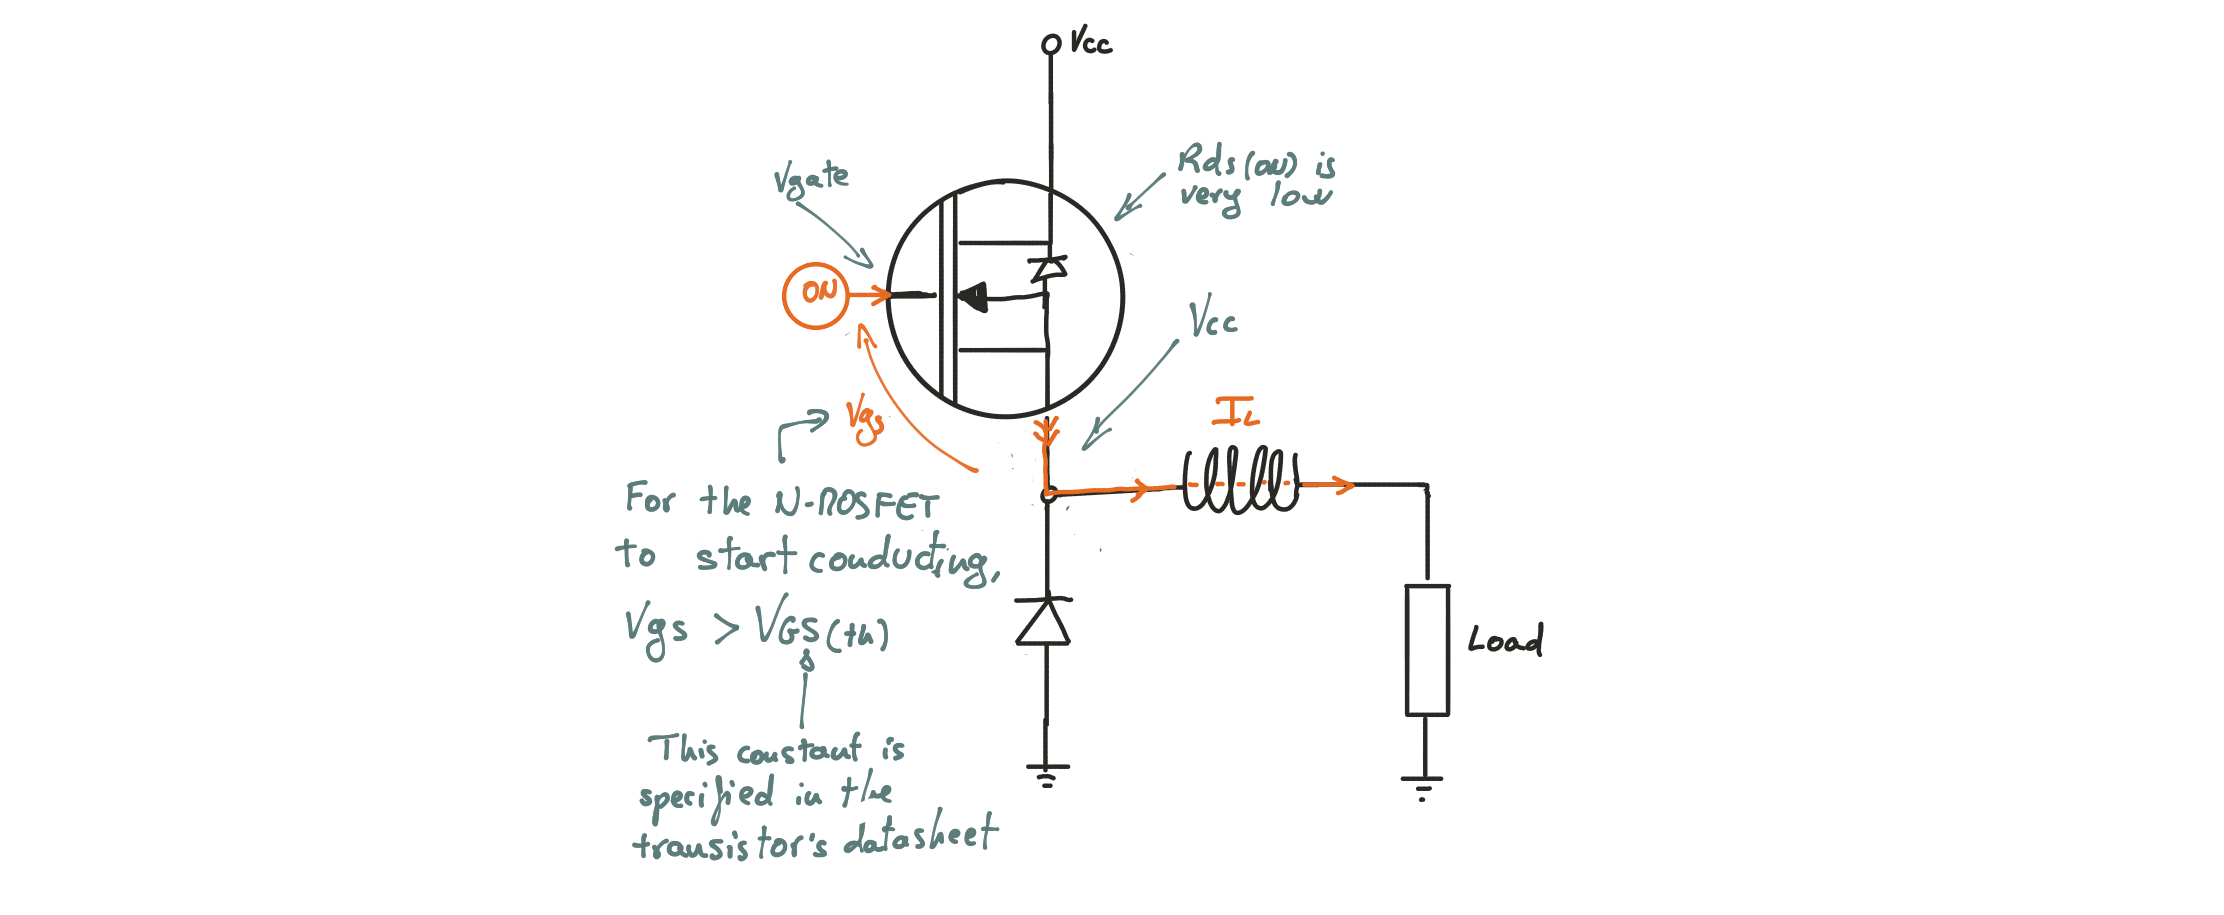 Vcc
Vgate
Rds(on) is
very low
ON
Vcc
Vgs
IL
For the N-MOSFET
to start conducting,
Vgs > VGS(th)
Load
This constant is
specified in the
transistor's datasheet